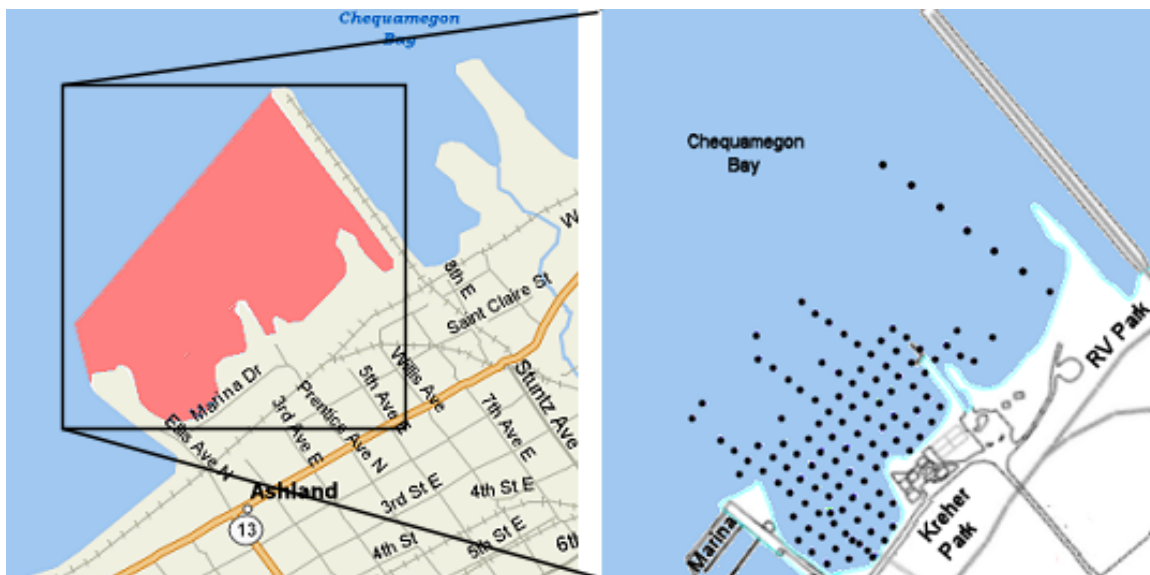 Chequamegon
Bay
8th E
Saint Claire St
W
Marina Dr
Willis Ave
5th Ave E
Prentice Ave N
3rd Ave E
7th Ave E
Stuntz Ave
Ellis Ave N
Ashland
13
3rd St E
4th St E
4th St
5th St E
6th
Chequamegon
Bay
RV Park
Kreher
Park
Marina